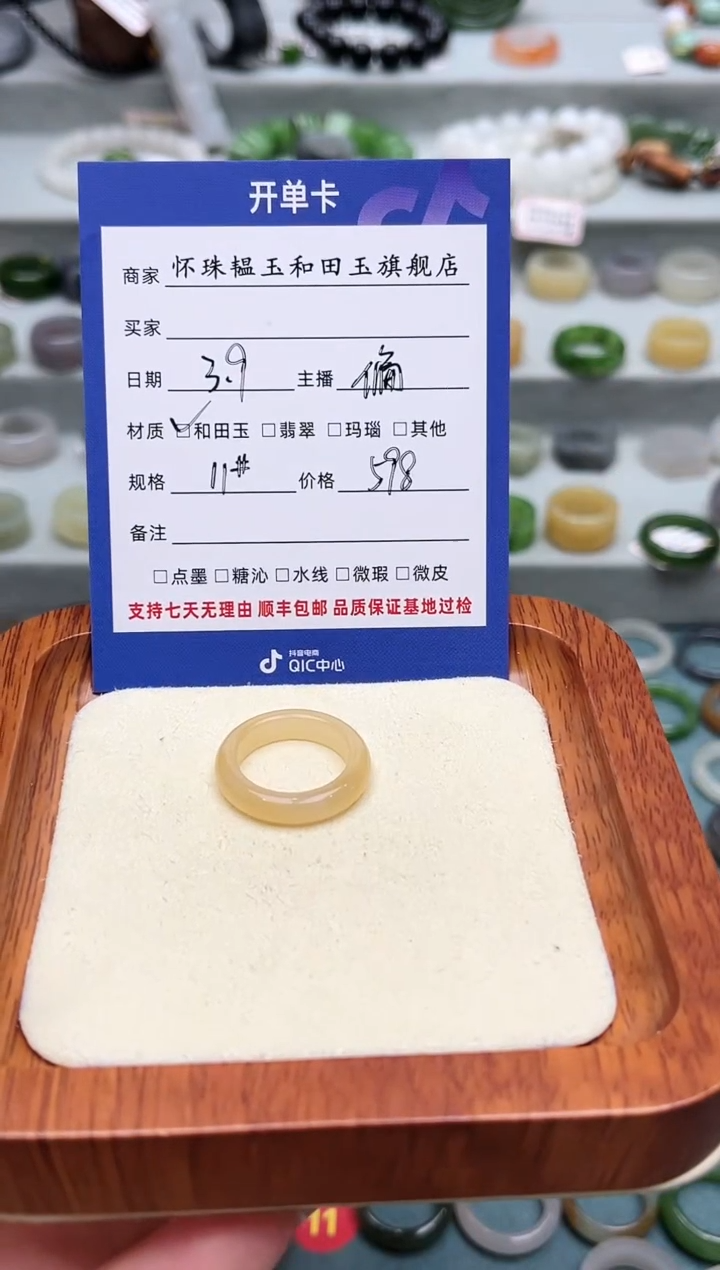 开单卡
商家 怀珠韫玉和田玉旗舰店
买家
日期 3.9 主播
材质 ☑和田玉 □翡翠 □玛瑙 □其他
规格 11# 价格 598
备注
□点墨 □糖沁 □水线 □微瑕 □微皮
支持七天无理由 顺丰包邮 品质保证基地过检
抖音电商
QIC中心
11